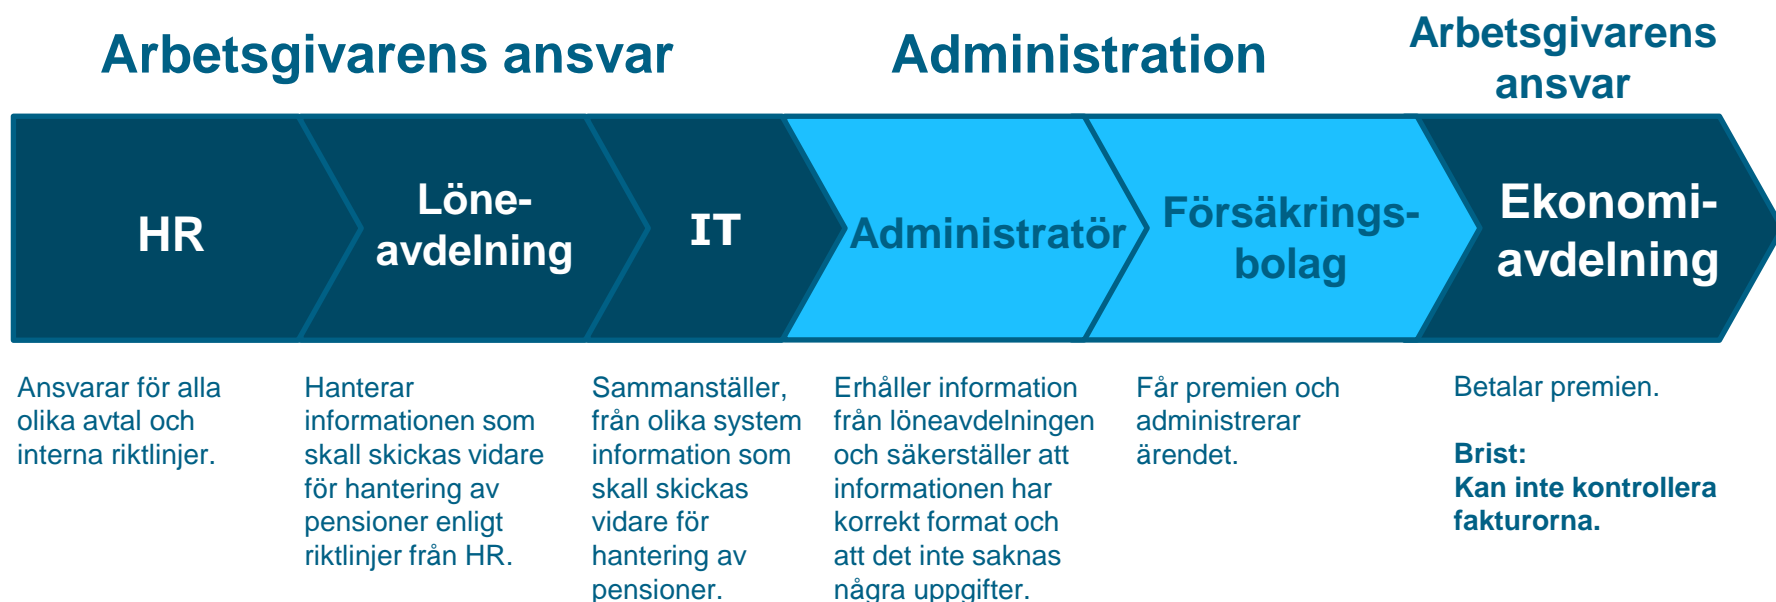 Arbetsgivarens ansvar
Administration
Arbetsgivarens
ansvar
HR
Löne-
avdelning
IT
Administratör
Försäkrings-
bolag
Ekonomi-
avdelning
Ansvarar för alla
olika avtal och
interna riktlinjer.
Hanterar
informationen som
skall skickas vidare
för hantering av
pensioner enligt
riktlinjer från HR.
Sammanställer,
från olika system
information som
skall skickas
vidare för
hantering av
pensioner.
Erhåller information
från löneavdelningen
och säkerställer att
informationen har
korrekt format och
att det inte saknas
några uppgifter.
Får premien och
administrerar
ärendet.
Betalar premien.
Brist:
Kan inte kontrollera
fakturorna.